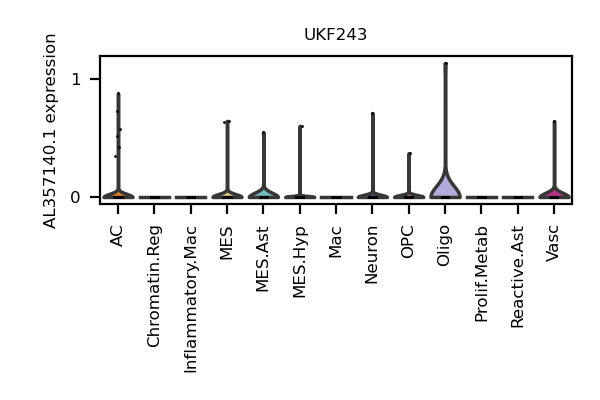 UKF243
AL357140.1 expression
1
0
AC
Chromatin.Reg
Inflammatory.Mac
MES
MES.Ast
MES.Hyp
Mac
Neuron
OPC
Oligo
Prolif.Metab
Reactive.Ast
Vasc